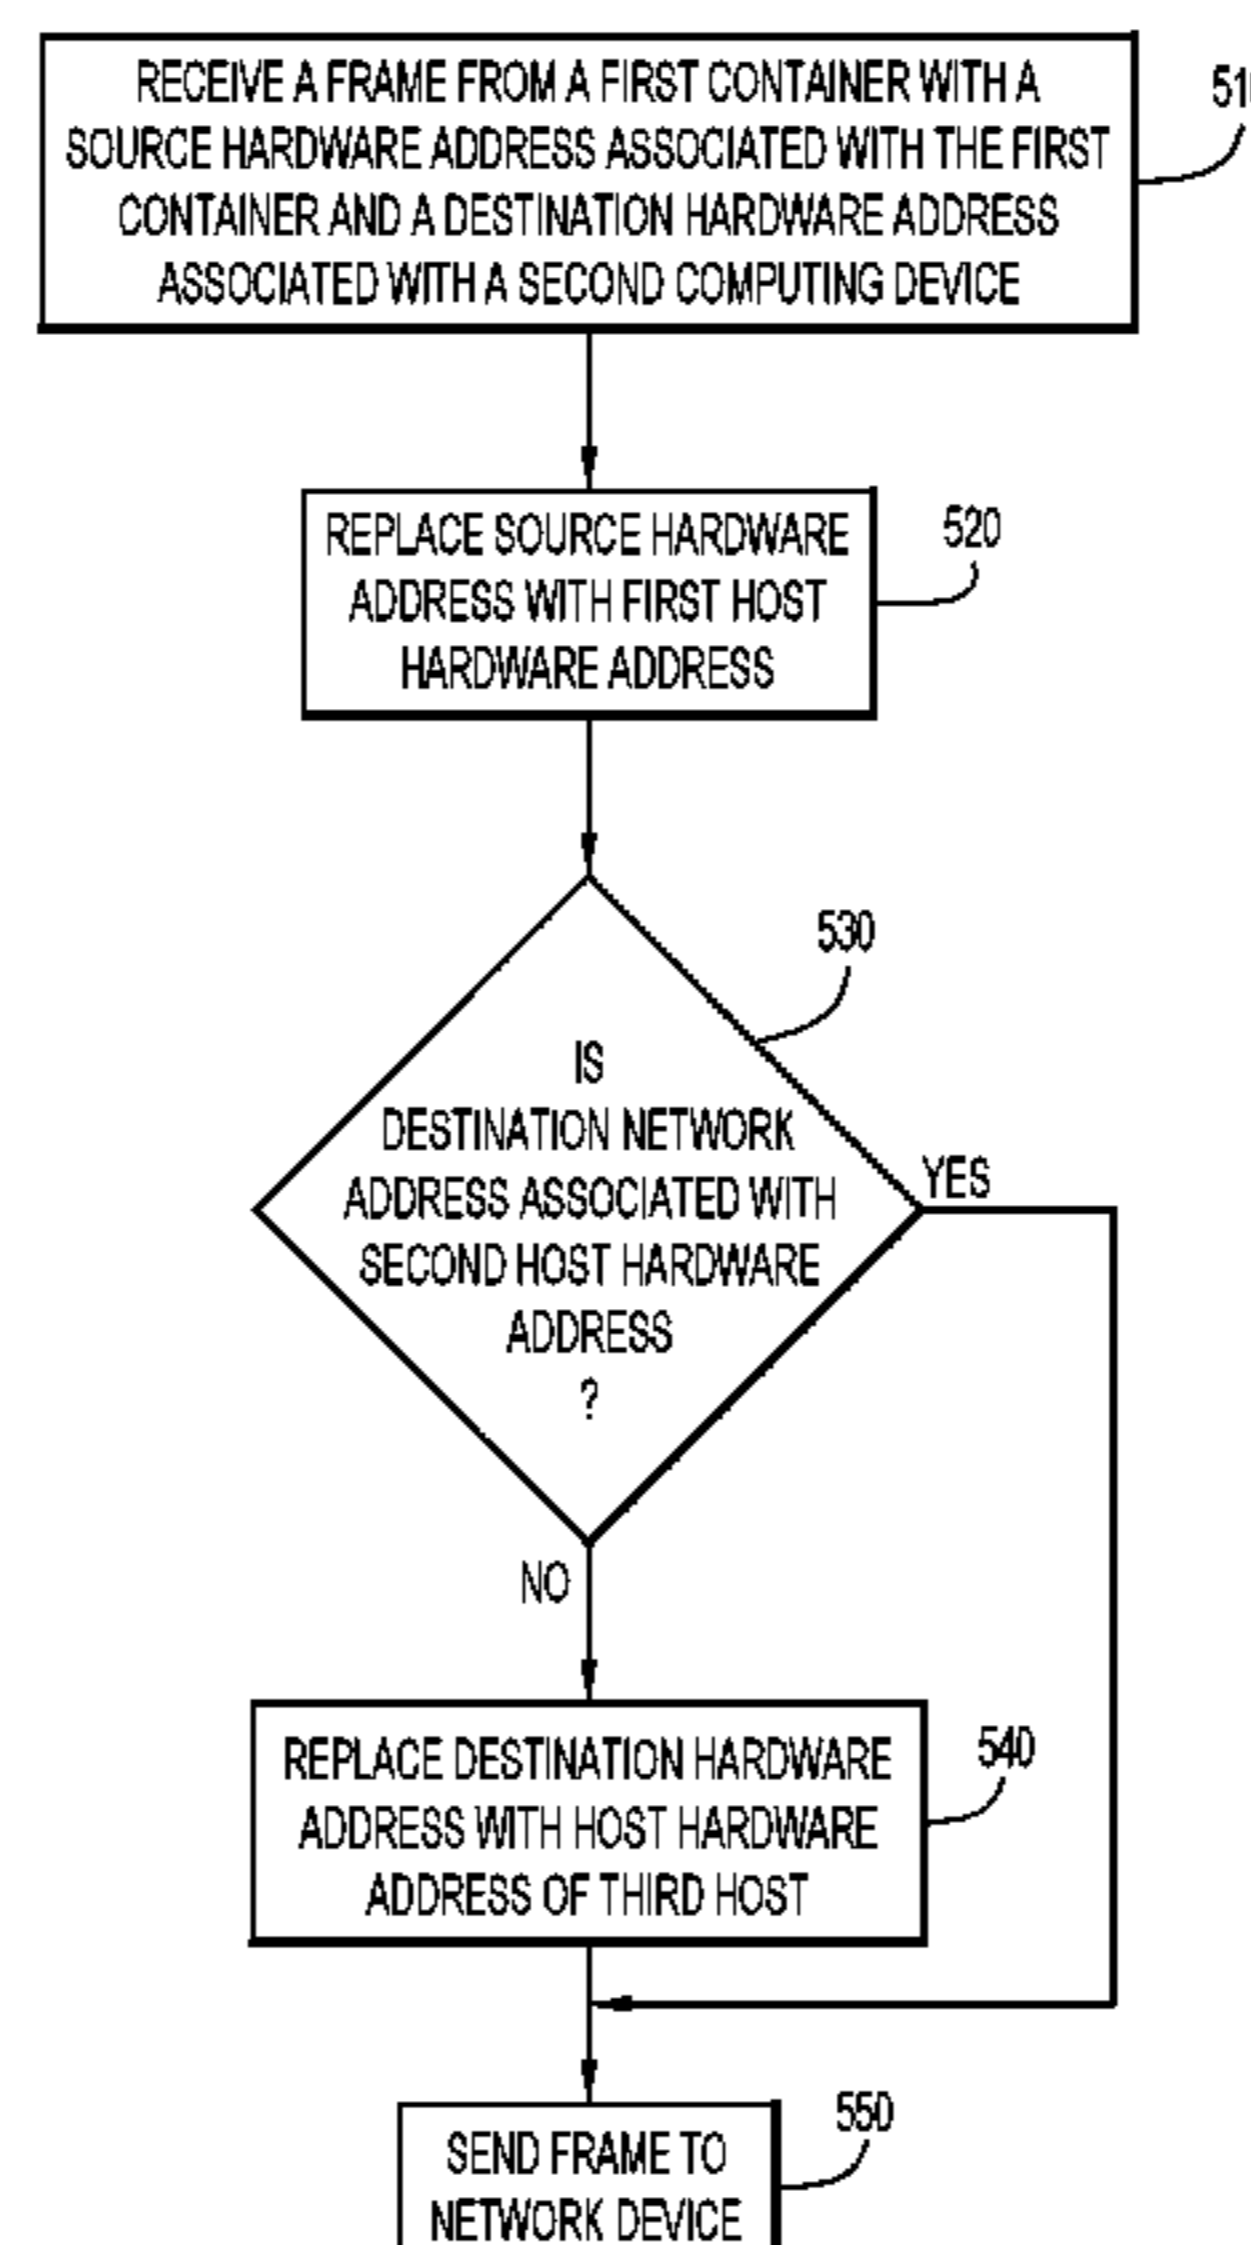 RECEIVE A FRAME FROM A FIRST CONTAINER WITH A
SOURCE HARDWARE ADDRESS ASSOCIATED WITH THE FIRST
CONTAINER AND A DESTINATION HARDWARE ADDRESS
ASSOCIATED WITH A SECOND COMPUTING DEVICE
REPLACE SOURCE HARDWARE
ADDRESS WITH FIRST HOST
HARDWARE ADDRESS
520
530
IS
DESTINATION NETWORK
ADDRESS ASSOCIATED WITH
SECOND HOST HARDWARE
ADDRESS
?
YES
NO
REPLACE DESTINATION HARDWARE
ADDRESS WITH HOST HARDWARE
ADDRESS OF THIRD HOST
540
550
SEND FRAME TO
NETWORK DEVICE